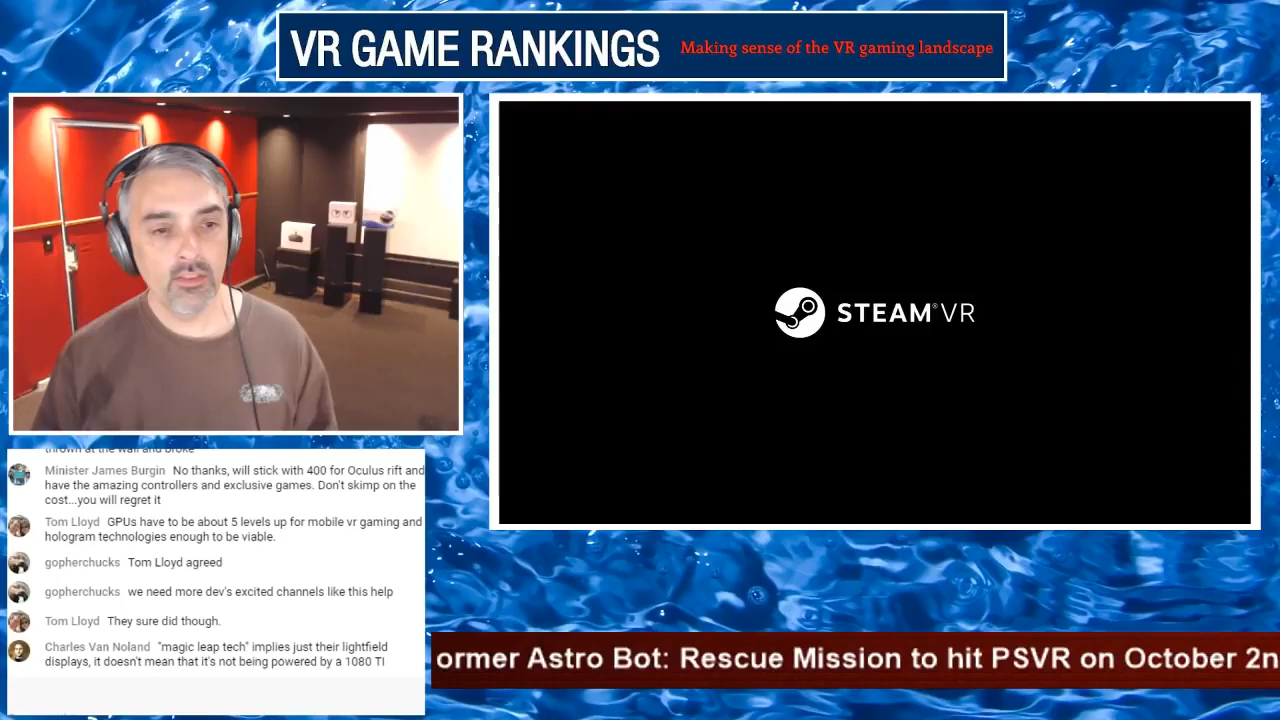 VR GAME RANKINGS
Making sense of the VR gaming landscape
STEAM®VR
thrown at the wall and broke
Minister James Burgin No thanks, will stick with 400 for Oculus rift and
have the amazing controllers and exclusive games. Don't skimp on the
cost...you will regret it
Tom Lloyd GPUs have to be about 5 levels up for mobile vr gaming and
hologram technologies enough to be viable.
gopherchucks Tom Lloyd agreed
gopherchucks we need more dev's excited channels like this help
Tom Lloyd They sure did though.
Charles Van Noland "magic leap tech" implies just their lightfield
displays, it doesn't mean that it's not being powered by a 1080 TI
ormer Astro Bot: Rescue Mission to hit PSVR on October 2n